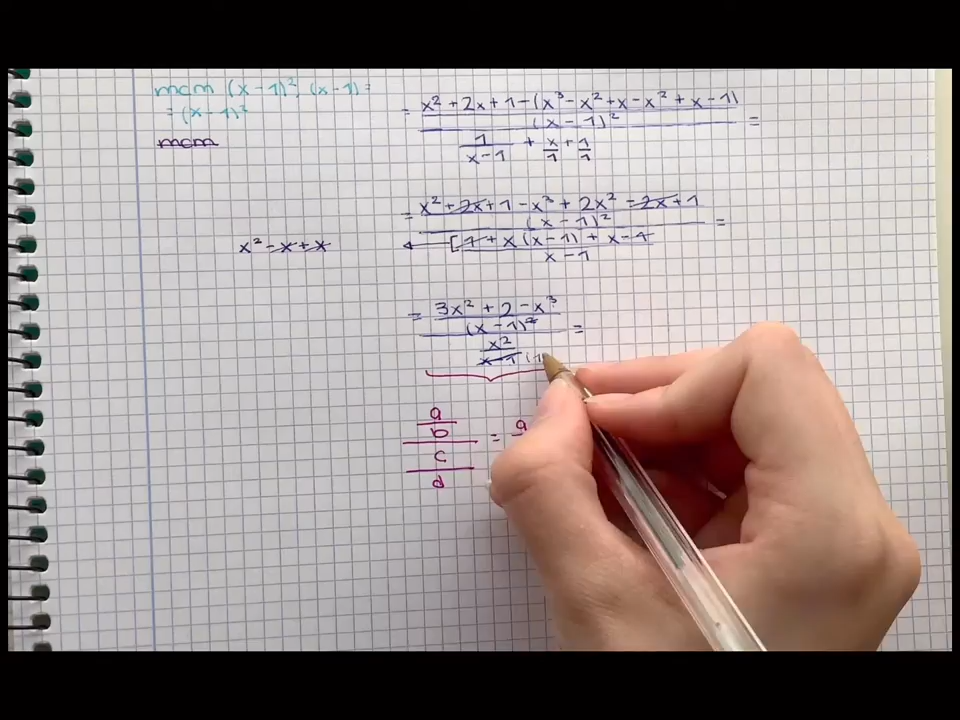 mcm (x-1)², (x-1) =
= (x-1)²
mcm
= x² + 2x + 1 - (x³ - x² + x - x² + x - 1)
(x - 1)² =
1/x-1 + x/1 + 1/1
= x² + 2x + 1 - x³ + 2x² - 2x + 1
(x - 1)² =
[1 + x (x-1) + x - 1
x - 1
x² - x + x
= 3x² + 2 - x³
(x - 1)² =
x²
x - 1 (1
a
b
c
d
= a